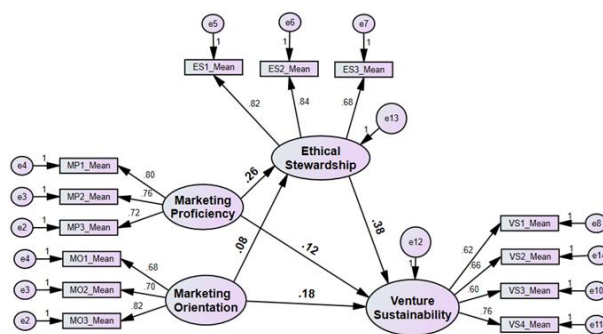 e5
e6
e7
1
1
1
ES1_Mean
ES2_Mean
ES3_Mean
.82
.84
.68
e13
1
Ethical
Stewardship
e4
1
MP1_Mean
.80
e3
1
MP2_Mean
.76
e2
1
MP3_Mean
.72
Marketing
Proficiency
.26
.08
.12
.38
.18
e4
1
MO1_Mean
.68
e3
1
MO2_Mean
.70
e2
1
MO3_Mean
.82
Marketing
Orientation
e12
1
Venture
Sustainability
.62
VS1_Mean
1
e8
.66
VS2_Mean
1
e14
.60
VS3_Mean
1
e10
.76
VS4_Mean
1
e11